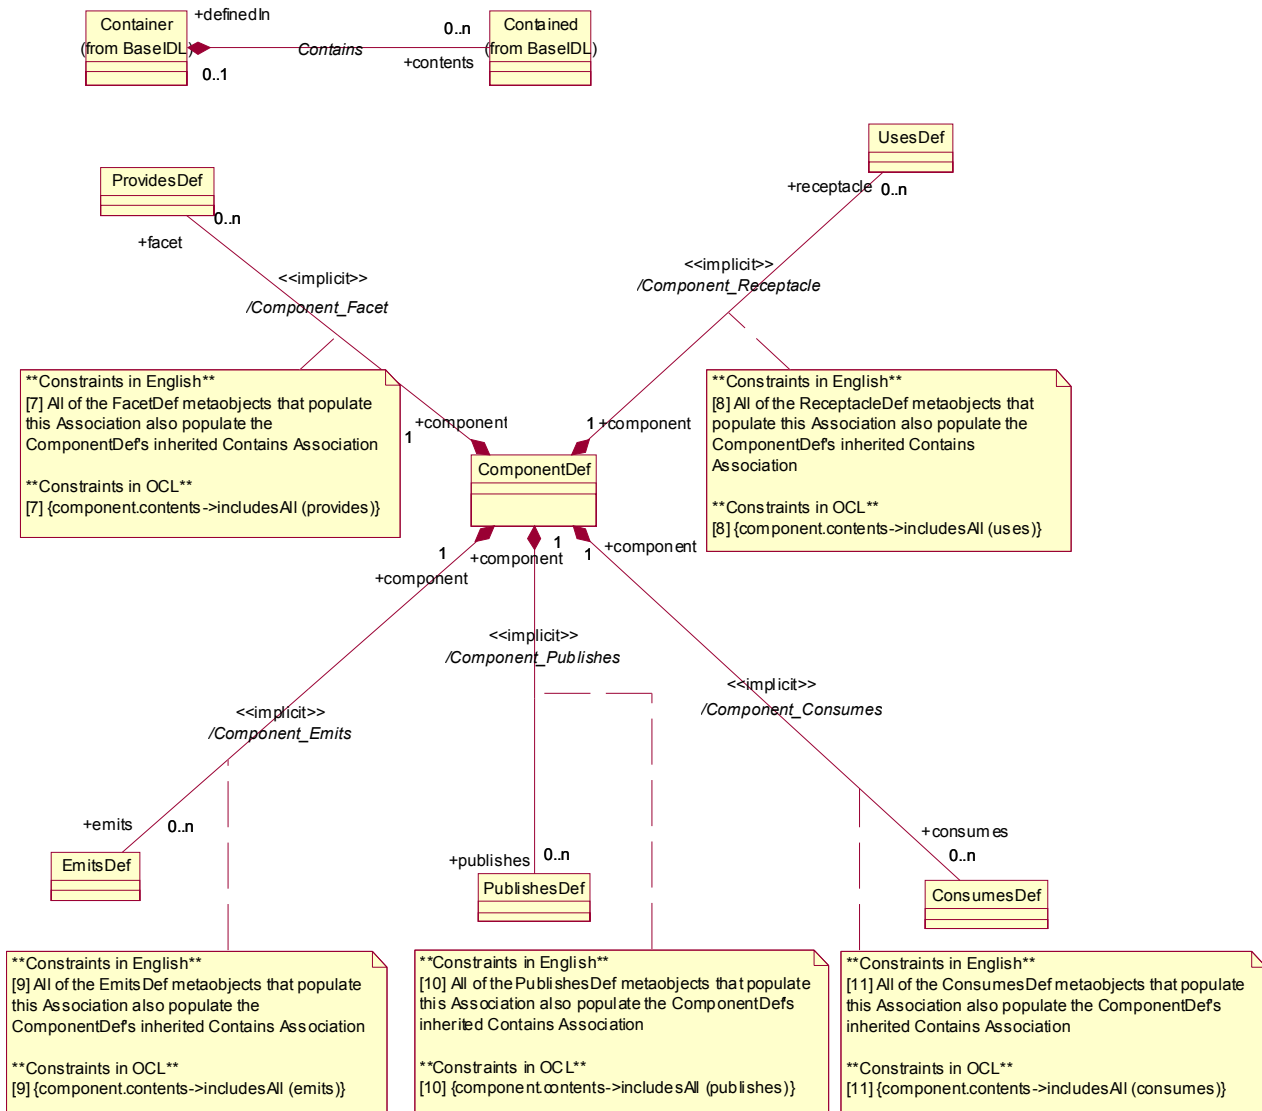 Container
(from BaseIDL)
+definedIn
0..1
Contains
0..n
+contents
Contained
(from BaseIDL)
UsesDef
+receptacle
0..n
ProvidesDef
0..n
+facet
<<implicit>>
/Component_Facet
<<implicit>>
/Component_Receptacle
**Constraints in English**
[7] All of the FacetDef metaobjects that populate
this Association also populate the
ComponentDef's inherited Contains Association
**Constraints in OCL**
[7] {component.contents->includesAll (provides)}
+component
1
1
+component
**Constraints in English**
[8] All of the ReceptacleDef metaobjects that
populate this Association also populate the
ComponentDef's inherited Contains
Association
**Constraints in OCL**
[8] {component.contents->includesAll (uses)}
ComponentDef
1
+component
+component
1
1
+component
<<implicit>>
/Component_Publishes
<<implicit>>
/Component_Emits
<<implicit>>
/Component_Consumes
+emits
0..n
EmitsDef
+publishes
0..n
PublishesDef
+consumes
0..n
ConsumesDef
**Constraints in English**
[9] All of the EmitsDef metaobjects that populate
this Association also populate the
ComponentDef's inherited Contains Association
**Constraints in OCL**
[9] {component.contents->includesAll (emits)}
**Constraints in English**
[10] All of the PublishesDef metaobjects that populate
this Association also populate the ComponentDef's
inherited Contains Association
**Constraints in OCL**
[10] {component.contents->includesAll (publishes)}
**Constraints in English**
[11] All of the ConsumesDef metaobjects that populate
this Association also populate the ComponentDef's
inherited Contains Association
**Constraints in OCL**
[11] {component.contents->includesAll (consumes)}